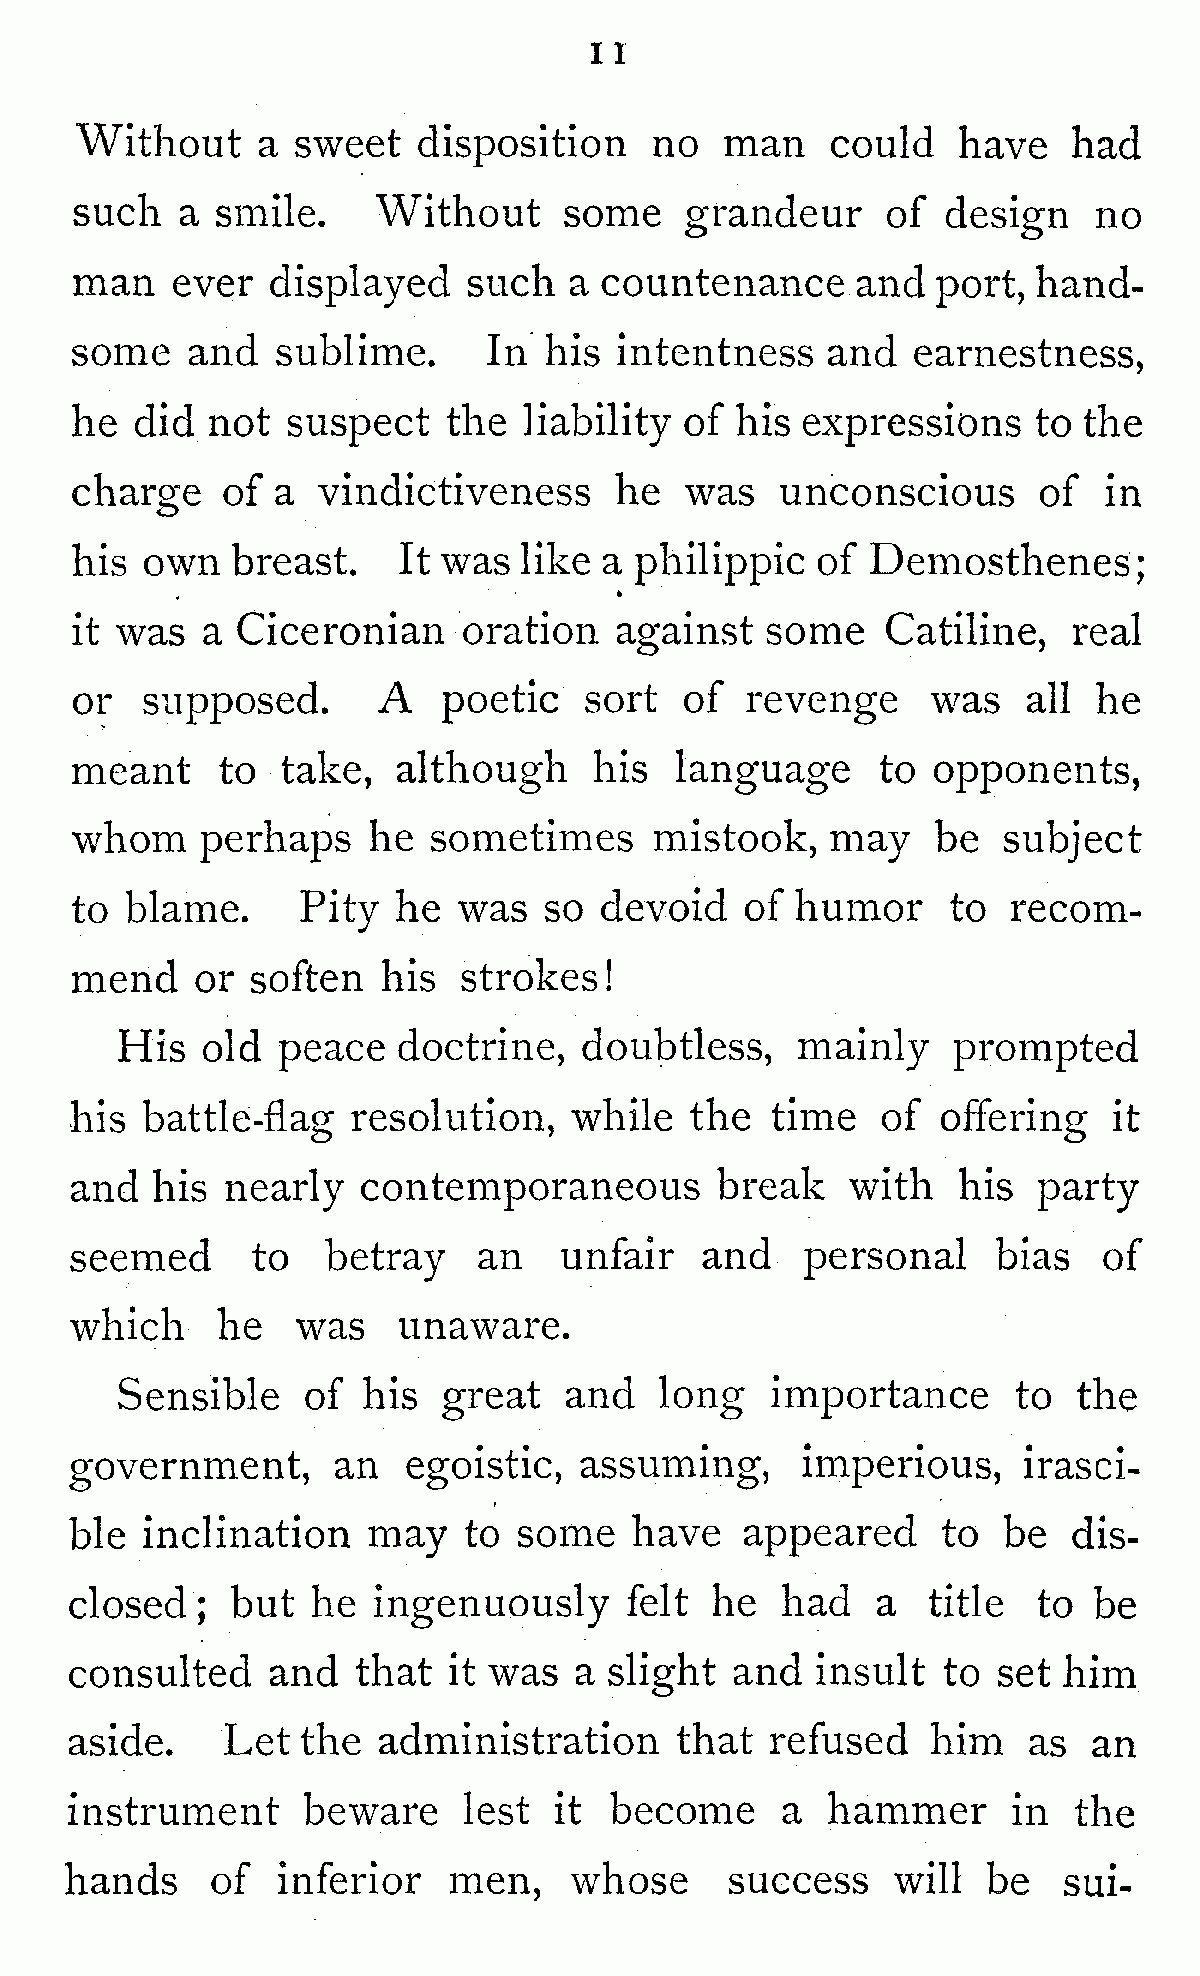 11
Without a sweet disposition no man could have had
such a smile. Without some grandeur of design no
man ever displayed such a countenance and port, hand-
some and sublime. In his intentness and earnestness,
he did not suspect the liability of his expressions to the
charge of a vindictiveness he was unconscious of in
his own breast. It was like a philippic of Demosthenes;
it was a Ciceronian oration against some Catiline, real
or supposed. A poetic sort of revenge was all he
meant to take, although his language to opponents,
whom perhaps he sometimes mistook, may be subject
to blame. Pity he was so devoid of humor to recom-
mend or soften his strokes!
His old peace doctrine, doubtless, mainly prompted
his battle-flag resolution, while the time of offering it
and his nearly contemporaneous break with his party
seemed to betray an unfair and personal bias of
which he was unaware.
Sensible of his great and long importance to the
government, an egoistic, assuming, imperious, irasci-
ble inclination may to some have appeared to be dis-
closed; but he ingenuously felt he had a title to be
consulted and that it was a slight and insult to set him
aside. Let the administration that refused him as an
instrument beware lest it become a hammer in the
hands of inferior men, whose success will be sui-